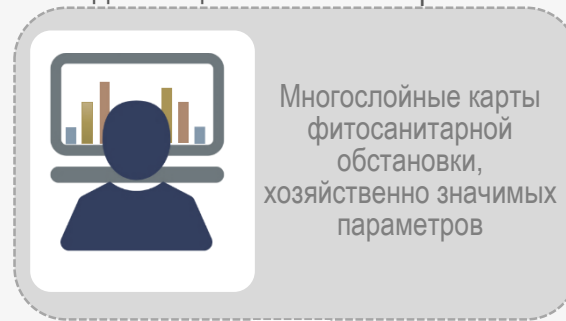 Многослойные карты
фитосанитарной
обстановки,
хозяйственно значимых
параметров